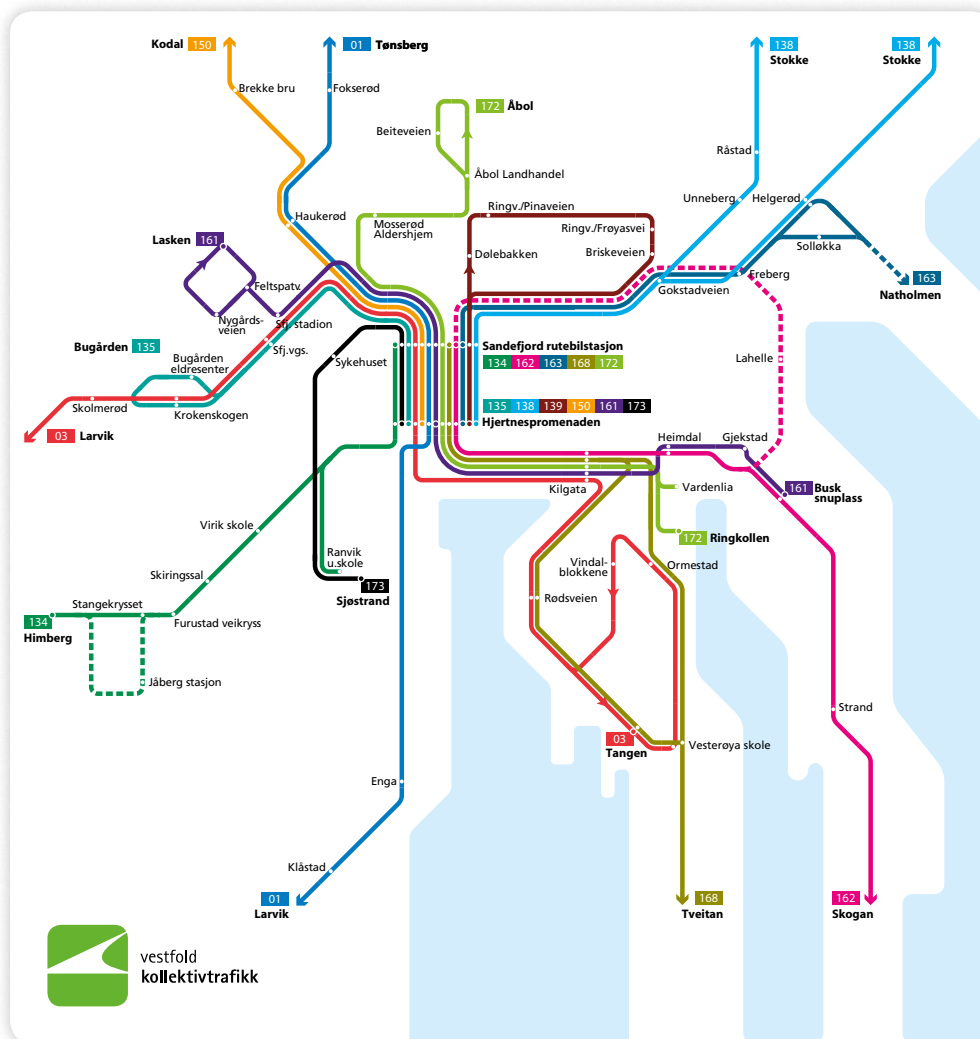 Kodal 150
01 Tønsberg
138
Stokke
138
Stokke
Brekke bru
Fokserød
172 Åbol
Beiteveien
Råstad
Åbol Landhandel
Unneberg
Helgerød
Haukerød
Mosserød
Aldershjem
Ringv./Pinaveien
Ringv./Frøyasvei
Lasken 161
Dølebakken
Briskeveien
Solløkka
Feltspatv.
Gokstadveien
Freberg
163
Natholmen
Nygårds-
veien
Sfj. stadion
Bugården 135
Sfj.vgs.
Sykehuset
Sandefjord rutebilstasjon
134 162 163 168 172
Lahelle
Bugården
eldresenter
Skolmerød
Krokenskogen
135 138 139 150 161 173
Hjertnespromenaden
03 Larvik
Heimdal
Gjekstad
Kilgata
Vardenlia
161 Busk
snuplass
Virik skole
172 Ringkollen
Ranvik
u.skole
Vindal-
blokkene
Ormestad
Skiringssal
173
Sjøstrand
Rødsveien
Stangekrysset
134
Himberg
Furustad veikryss
Jåberg stasjon
Strand
03
Tangen
Vesterøya skole
Enga
Klåstad
01
Larvik
168
Tveitan
162
Skogan
vestfold
kollektivtrafikk